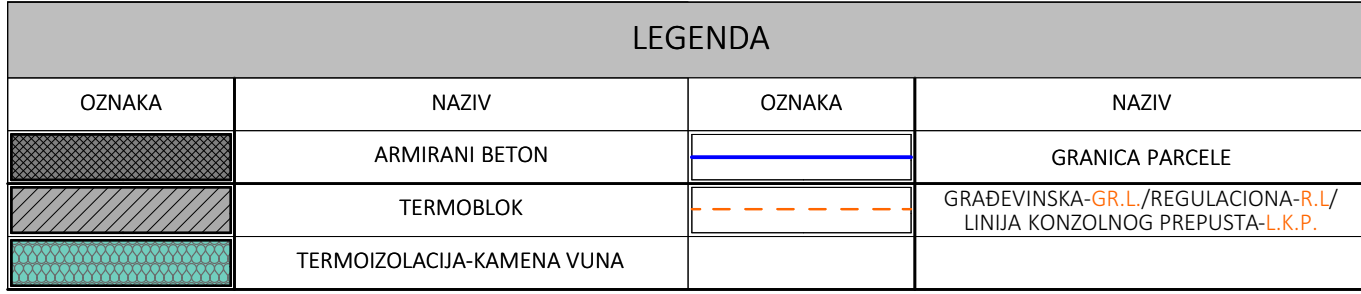 LEGENDA
OZNAKA NAZIV OZNAKA NAZIV
ARMIRANI BETON GRANICA PARCELE
TERMOBLOK GRAĐEVINSKA-GR.L./REGULACIONA-R.L/
LINIJA KONZOLNOG PREPUSTA-L.K.P.
TERMOIZOLACIJA-KAMENA VUNA